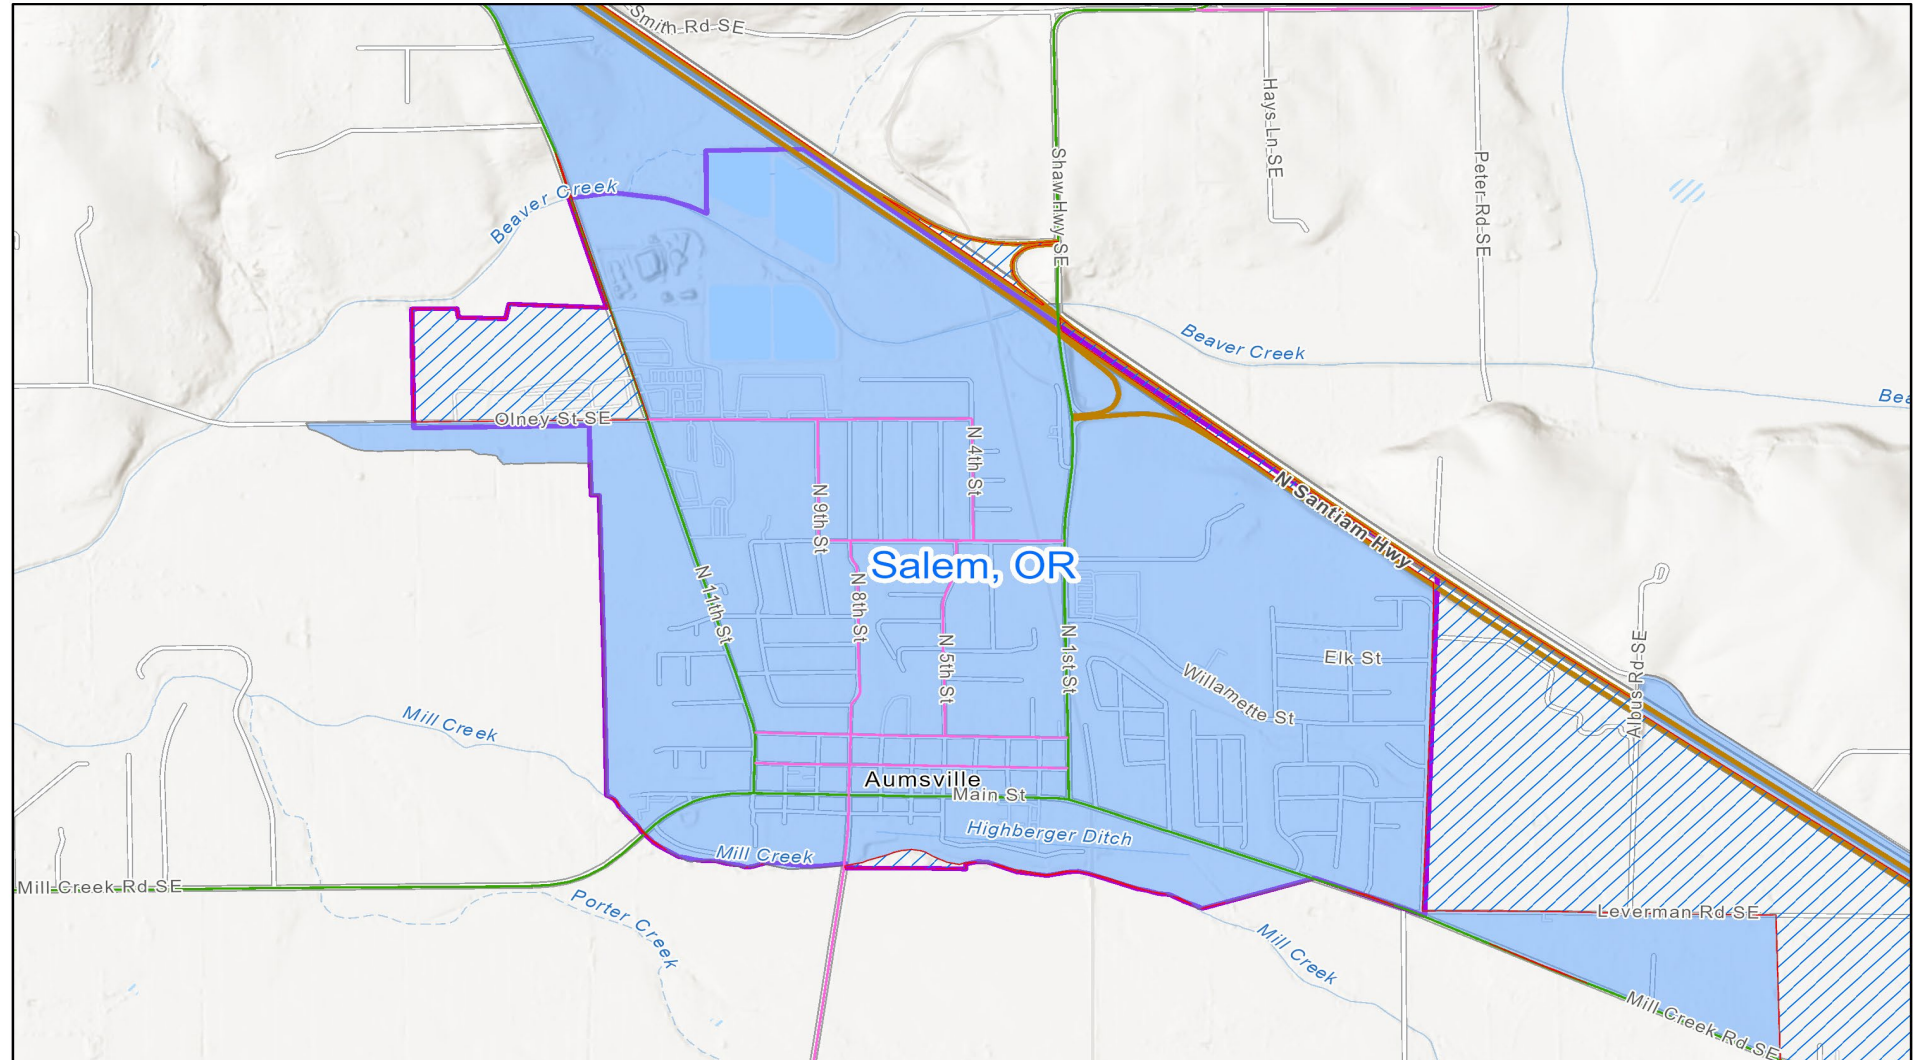 Smith Rd SE
Hays Ln SE
Shaw Hwy SE
Peter Rd SE
Beaver Creek
Beaver Creek
Olney St SE
N 4th St
N 9th St
N Santiam Hwy
Salem, OR
N 11th St
N 8th St
N 5th St
N 1st St
Elk St
Willamette St
Albus Rd SE
Mill Creek
Aumsville
Main St
Highberger Ditch
Mill Creek
Mill Creek Rd SE
Porter Creek
Leverman Rd SE
Mill Creek
Mill Creek Rd SE